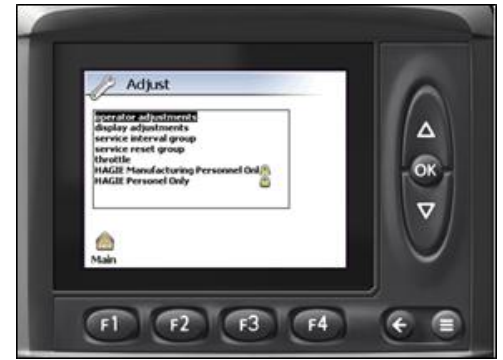 Adjust
operator adjustments
display adjustments
service interval group
service reset group
throttle
HAGIE Manufacturing Personnel Onl
HAGIE Personel Only
Main
OK
F1 F2 F3 F4